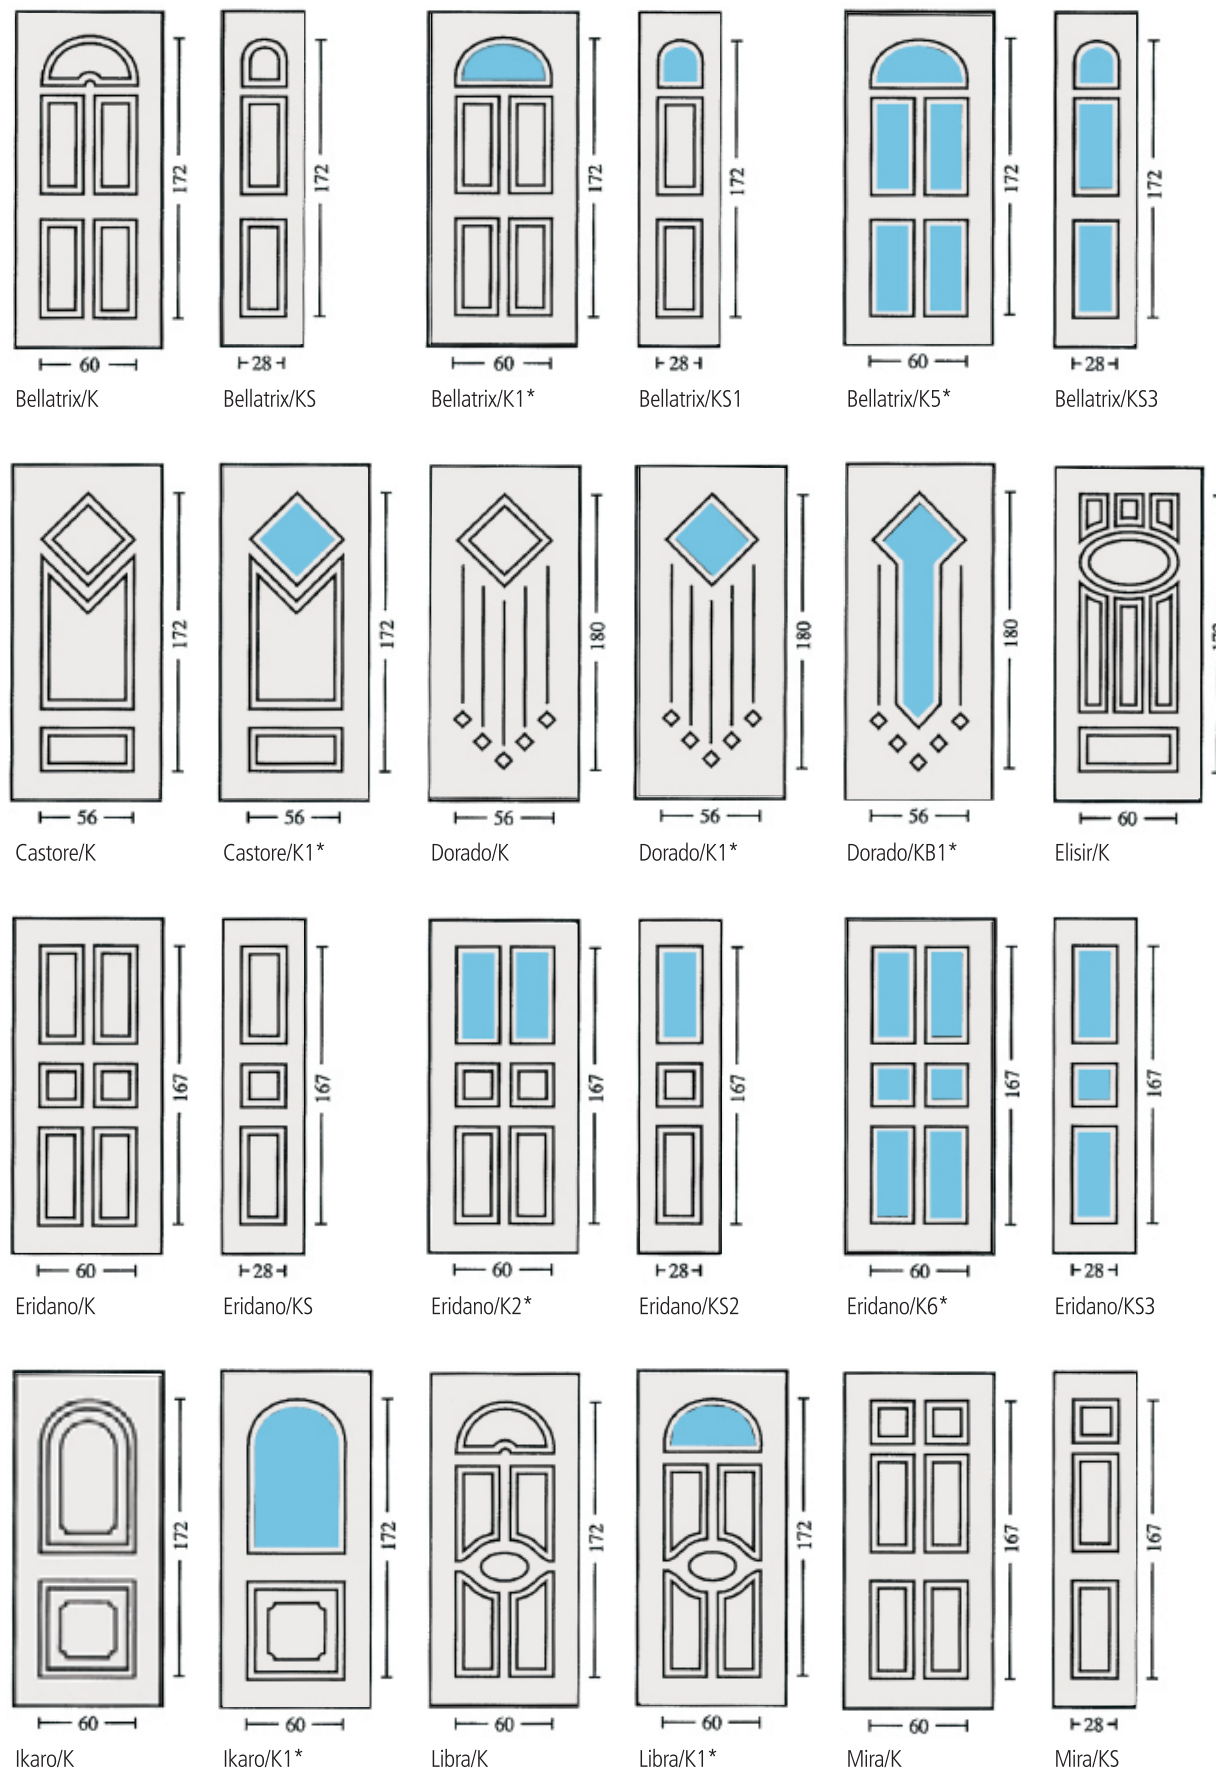 172 172 172 172 172 172
60 28 60 28 60 28
Bellatrix/K Bellatrix/KS Bellatrix/K1* Bellatrix/KS1 Bellatrix/K5* Bellatrix/KS3
172 172 180 180 180
56 56 56 56 56 60
Castore/K Castore/K1* Dorado/K Dorado/K1* Dorado/KB1* Elisir/K
167 167 167 167 167 167
60 28 60 28 60 28
Eridano/K Eridano/KS Eridano/K2* Eridano/KS2 Eridano/K6* Eridano/KS3
172 172 172 172 167 167
60 60 60 60 60 28
Ikaro/K Ikaro/K1* Libra/K Libra/K1* Mira/K Mira/KS